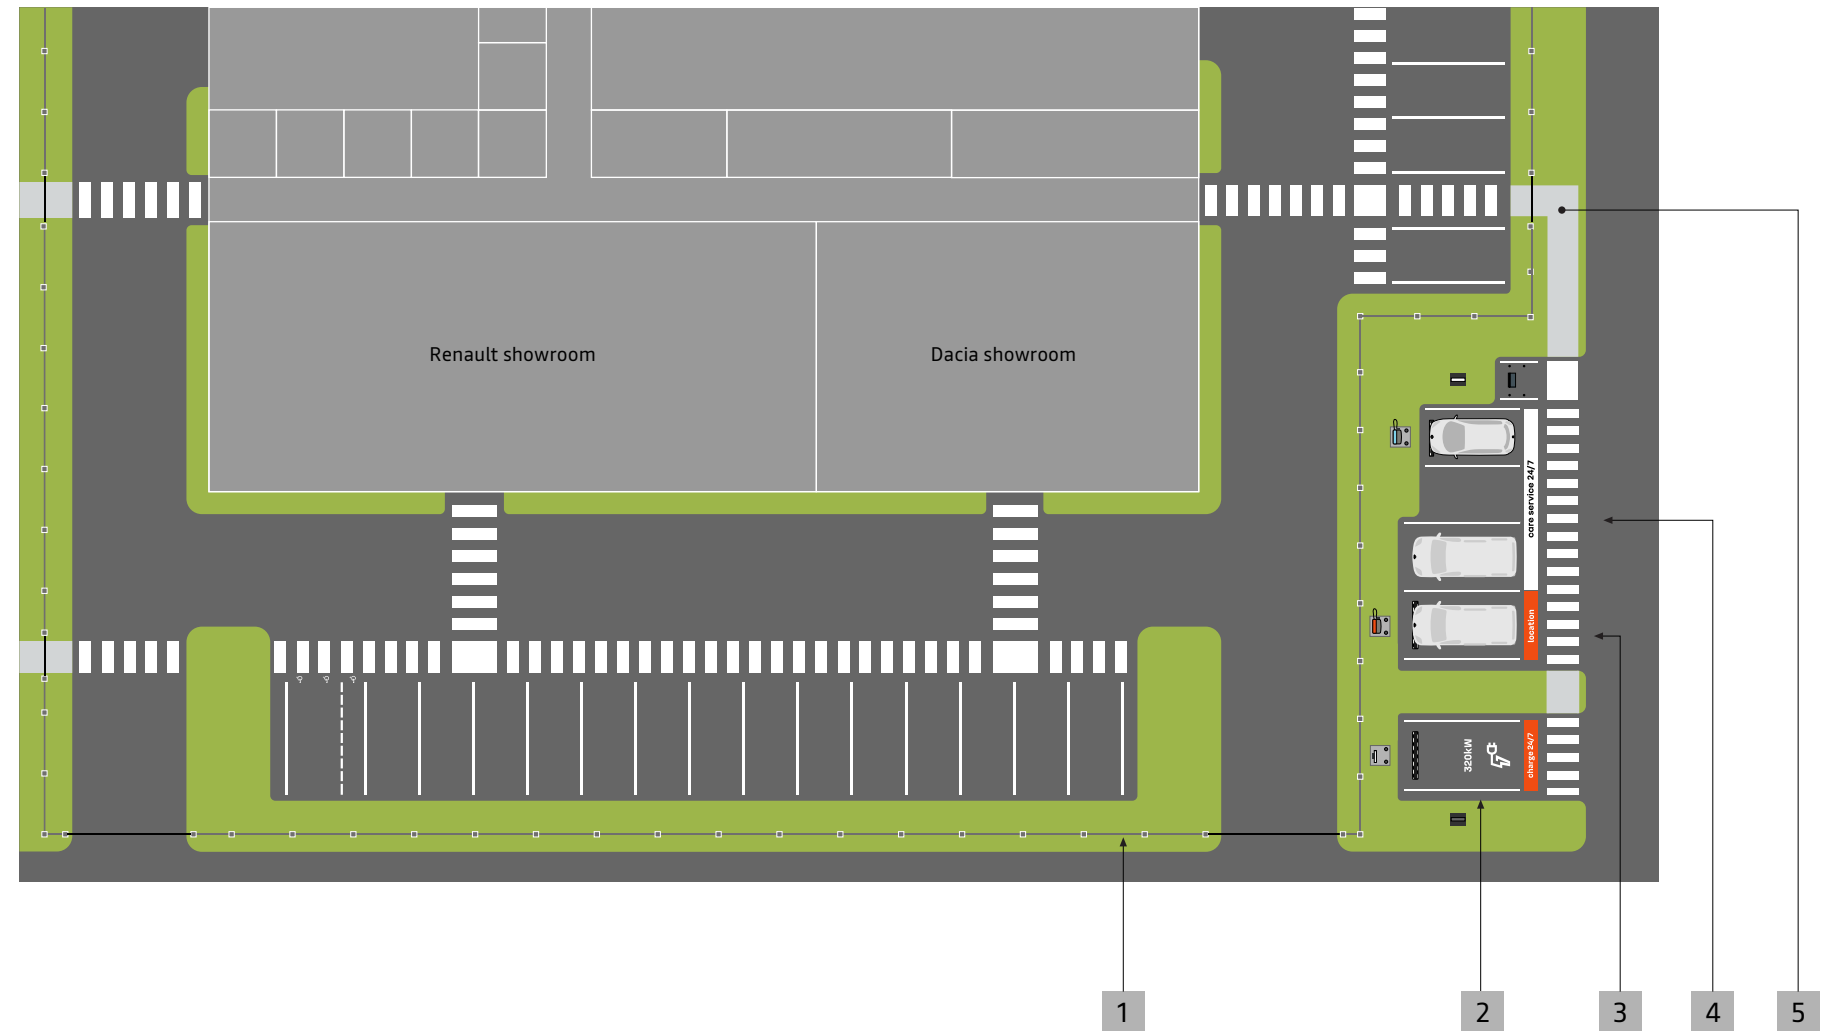 Renault showroom
Dacia showroom
care service 24/7
location
320kW
charge 24/7
1
2
3
4
5